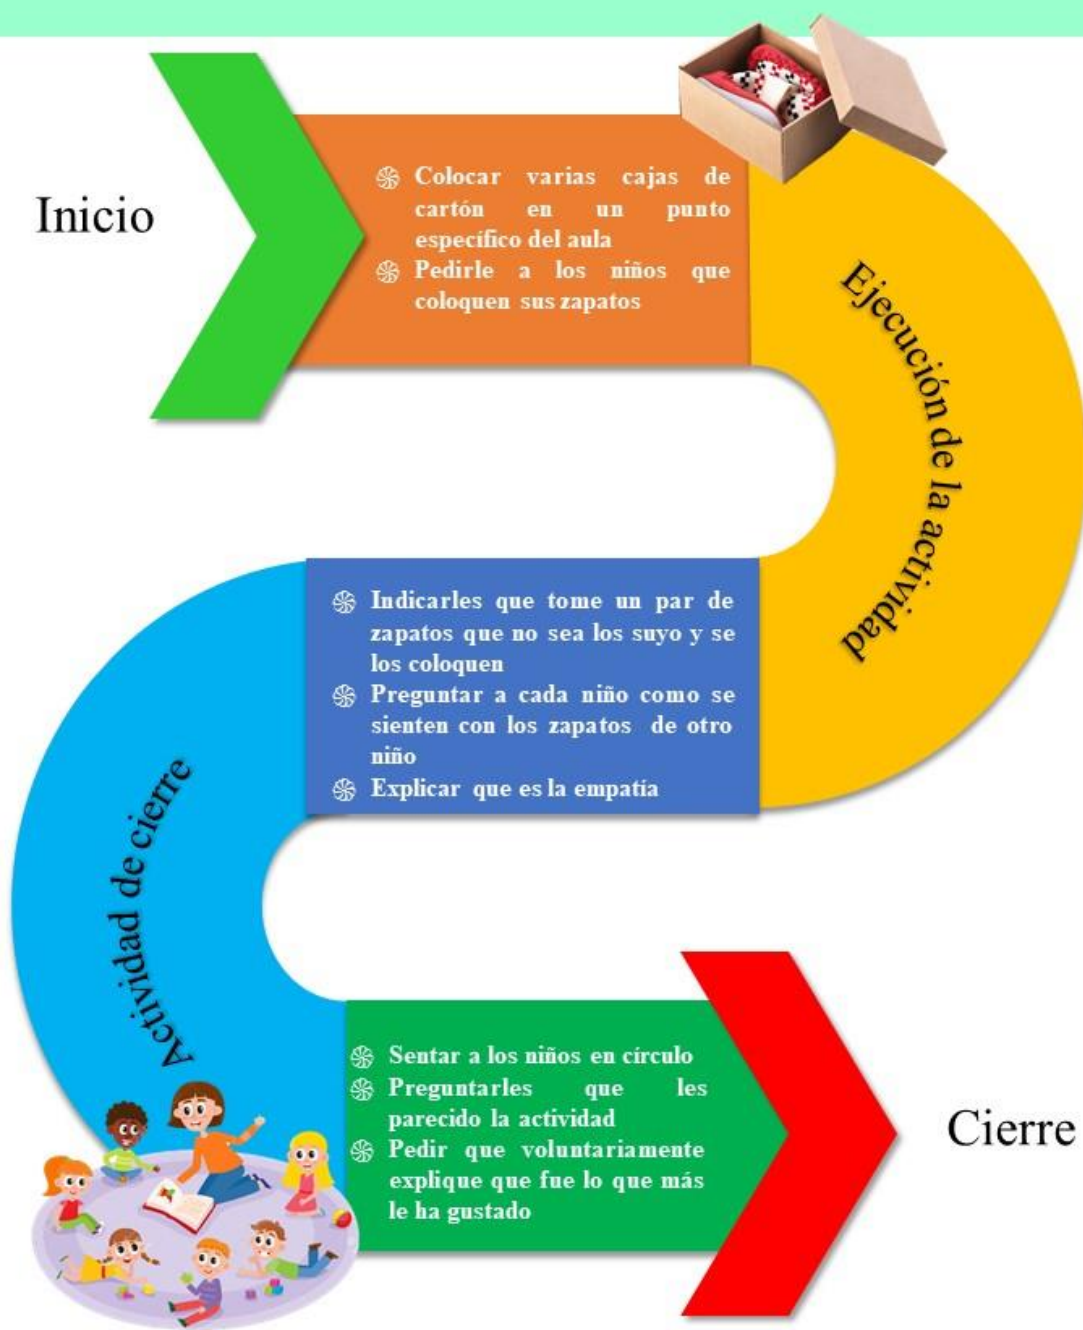 Inicio
֍ Colocar varias cajas de
cartón en un punto
específico del aula
֍ Pedirle a los niños que
coloquen sus zapatos
Ejecución de la actividad
֍ Indicarles que tome un par de
zapatos que no sea los suyo y se
los coloquen
֍ Preguntar a cada niño como se
sienten con los zapatos de otro
niño
֍ Explicar que es la empatía
Actividad de cierre
֍ Sentar a los niños en círculo
֍ Preguntarles que les
parecido la actividad
֍ Pedir que voluntariamente
explique que fue lo que más
le ha gustado
Cierre